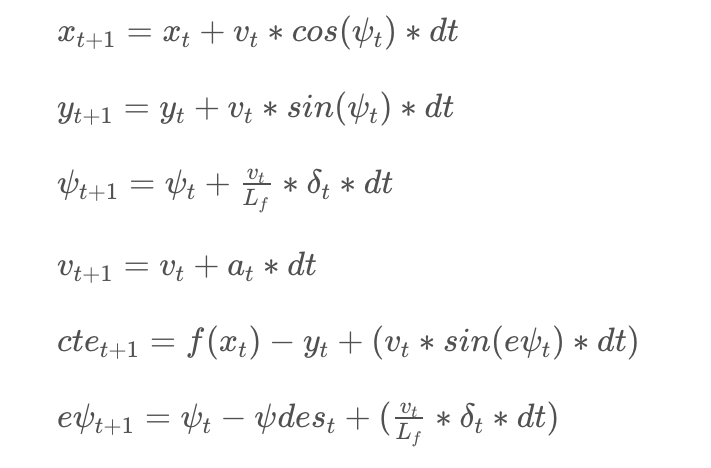 x_{t+1} = x_t + v_t * cos(ψ_t) * dt
y_{t+1} = y_t + v_t * sin(ψ_t) * dt
ψ_{t+1} = ψ_t + \frac{v_t}{L_f} * δ_t * dt
v_{t+1} = v_t + a_t * dt
cte_{t+1} = f(x_t) − y_t + (v_t * sin(eψ_t) * dt)
eψ_{t+1} = ψ_t − ψdes_t + (\frac{v_t}{L_f} * δ_t * dt)